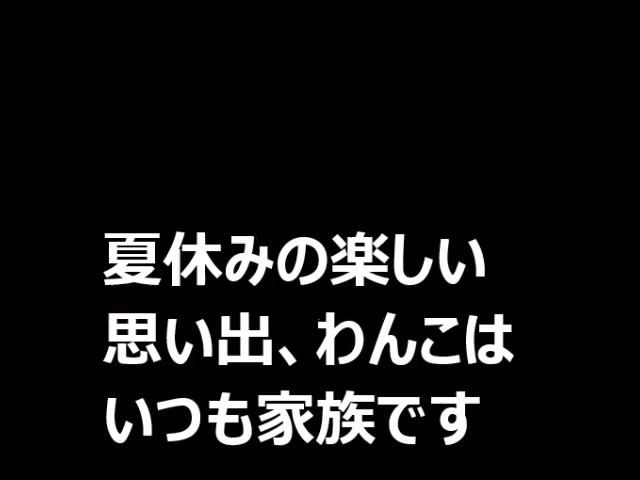 夏休みの楽しい
思い出、わんこは
いつも家族です